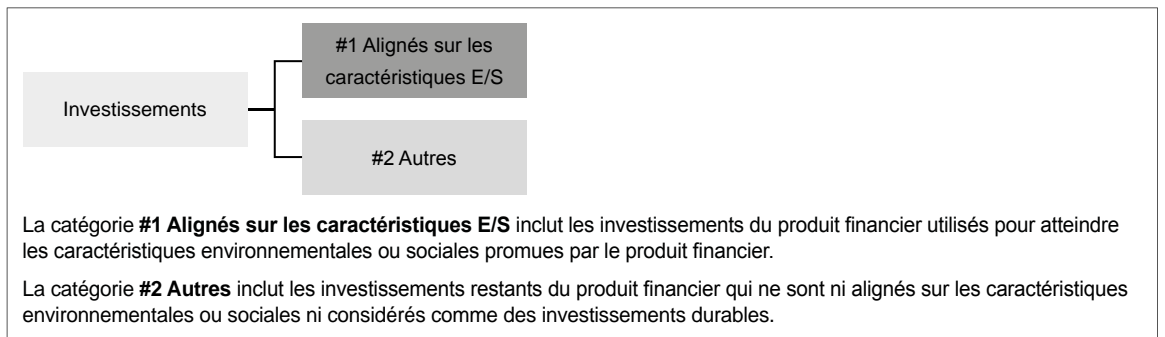 #1 Alignés sur les
caractéristiques E/S
Investissements
#2 Autres
La catégorie #1 Alignés sur les caractéristiques E/S inclut les investissements du produit financier utilisés pour atteindre
les caractéristiques environnementales ou sociales promues par le produit financier.
La catégorie #2 Autres inclut les investissements restants du produit financier qui ne sont ni alignés sur les caractéristiques
environnementales ou sociales ni considérés comme des investissements durables.